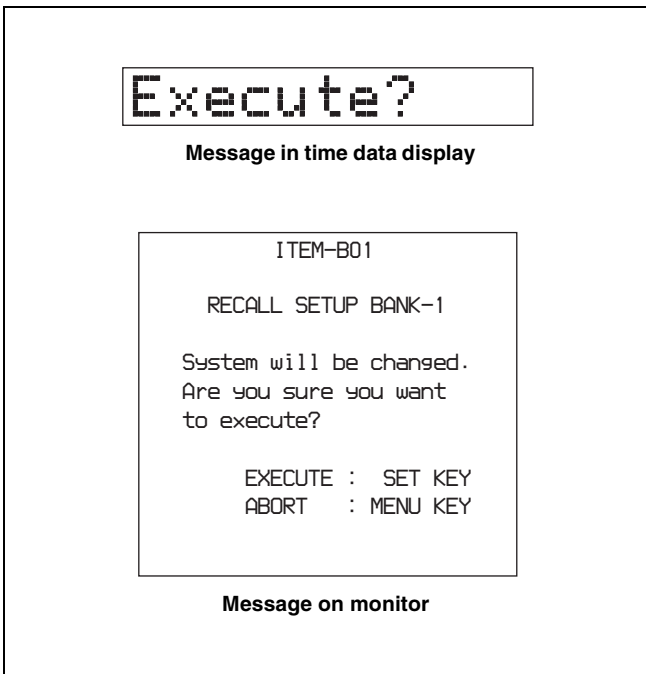 Execute?
Message in time data display
ITEM-B01
RECALL SETUP BANK-1
System will be changed.
Are you sure you want
to execute?
EXECUTE : SET KEY
ABORT : MENU KEY
Message on monitor